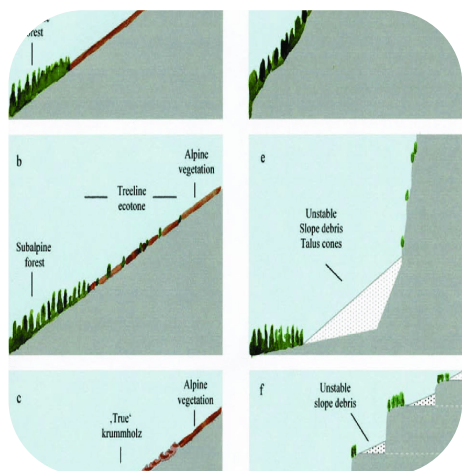 forest
b
Alpine
vegetation
Treeline
ecotone
Subalpine
forest
e
Unstable
Slope debris
Talus cones
c
Alpine
vegetation
‚True'
krummholz
f
Unstable
slope debris